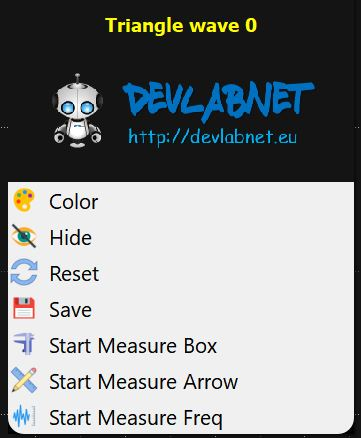 Triangle wave 0
DEVLABNET
http://devlabnet.eu
Color
Hide
Reset
Save
Start Measure Box
Start Measure Arrow
Start Measure Freq